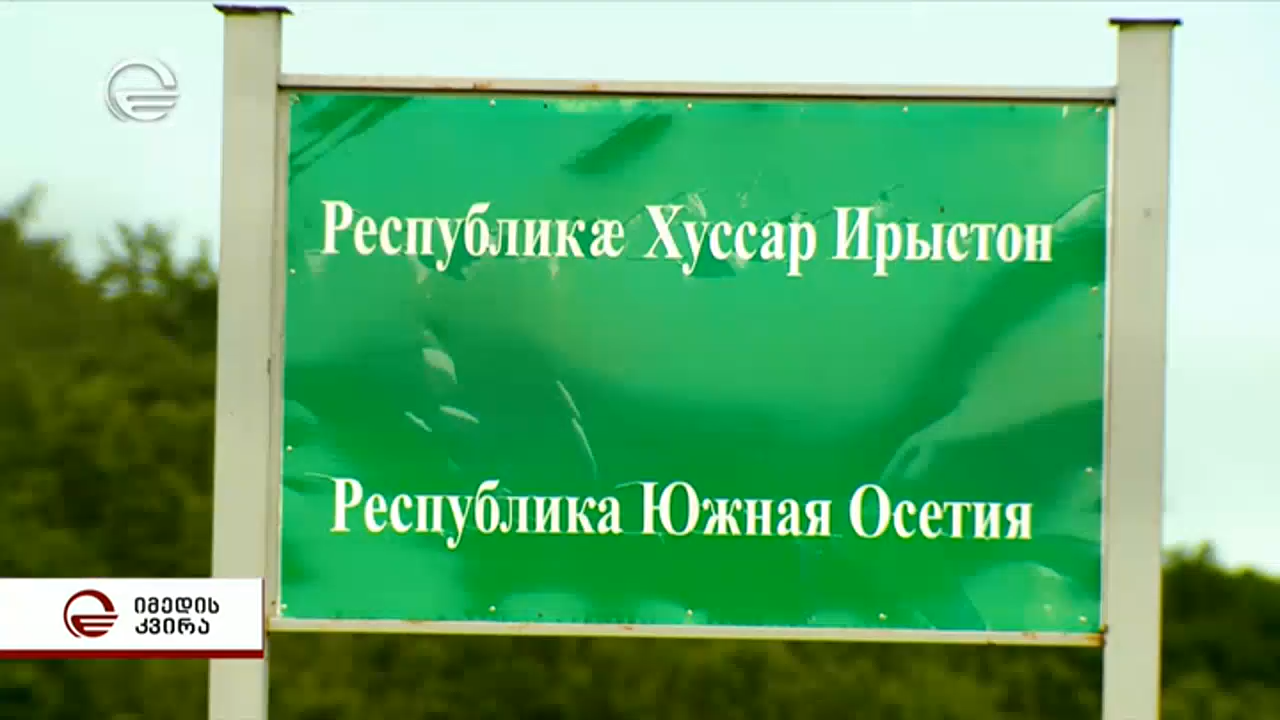 Республикæ Хуссар Ирыстон
Республика Южная Осетия
იმედის
კვირა